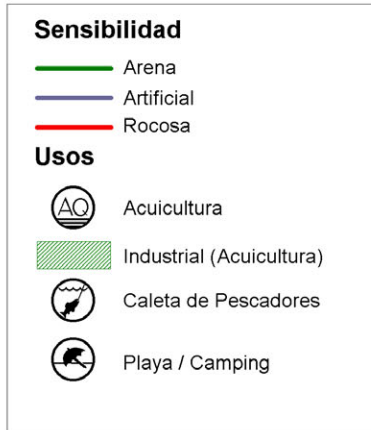 Sensibilidad
Arena
Artificial
Rocosa
Usos
AQ Acuicultura
Industrial (Acuicultura)
Caleta de Pescadores
Playa / Camping